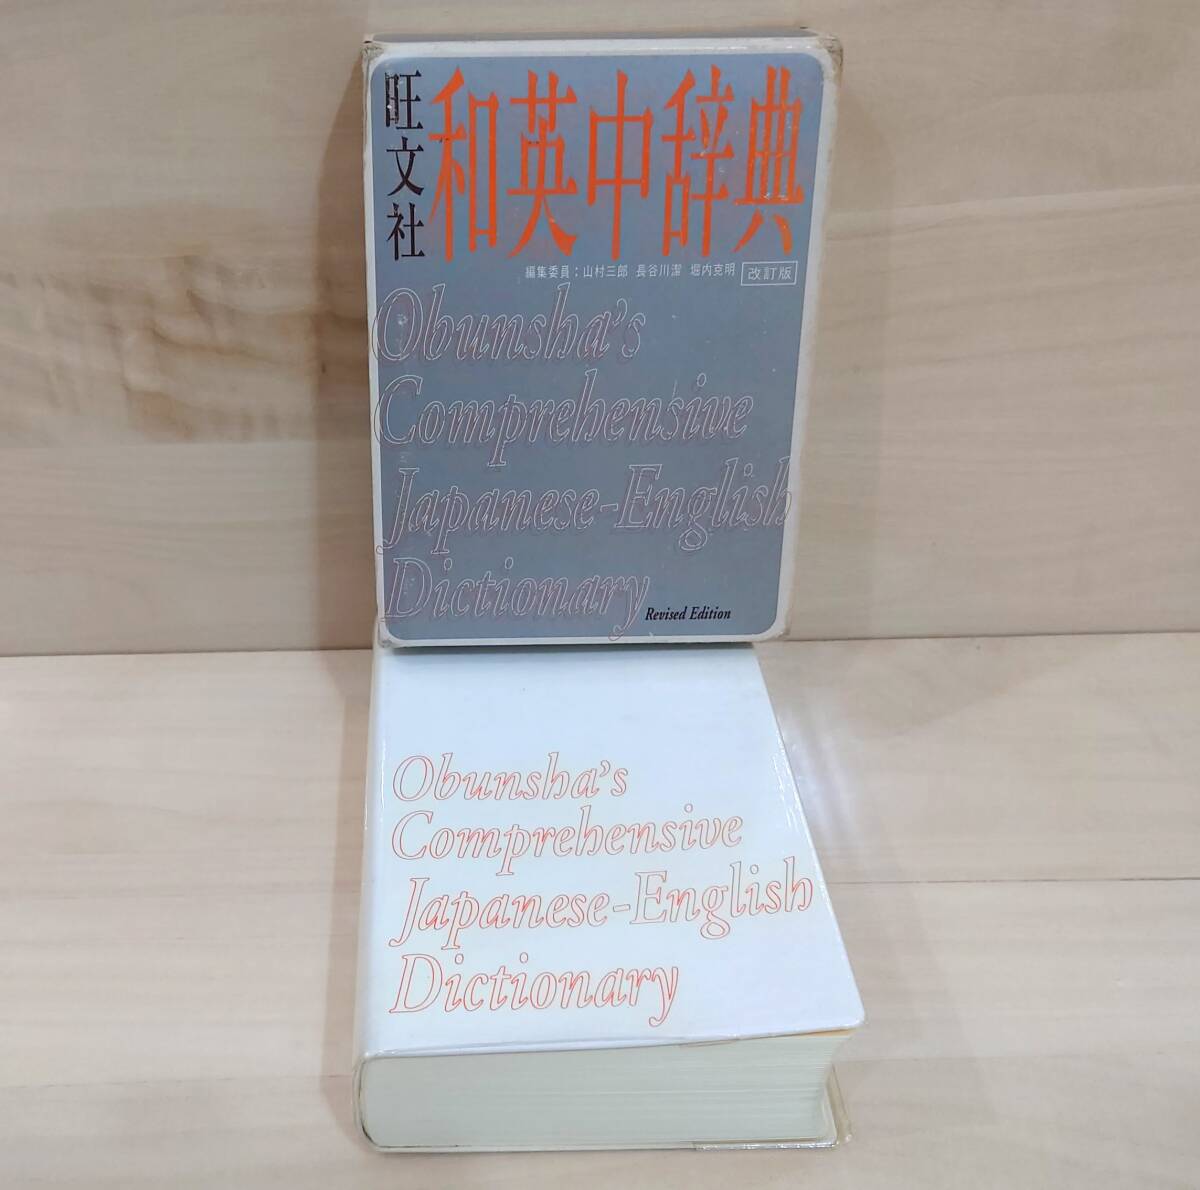 旺文社
和英中辞典
編集委員：山村三郎 長谷川潔 堀内克明 改訂版
Obunsha's
Comprehensive
Japanese-English
Dictionary
Revised Edition
Obunsha's
Comprehensive
Japanese-English
Dictionary